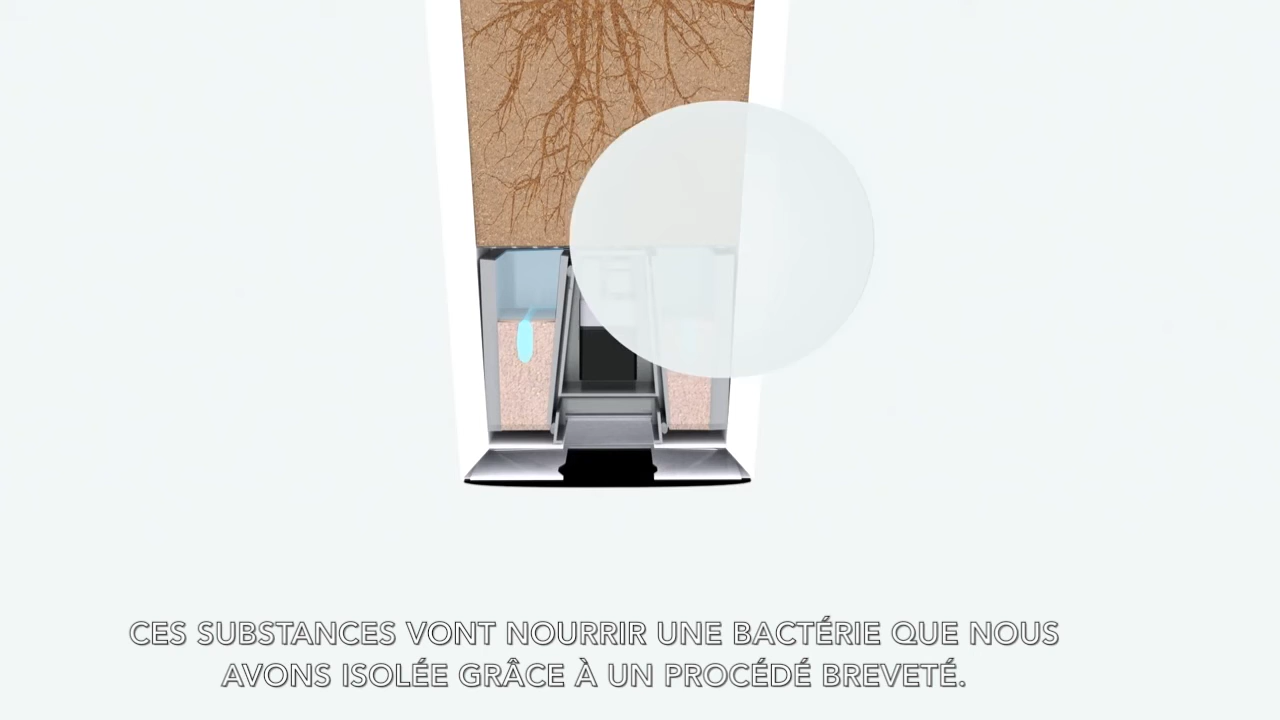 CES SUBSTANCES VONT NOURRIR UNE BACTÉRIE QUE NOUS
AVONS ISOLÉE GRÂCE À UN PROCÉDÉ BREVETÉ.